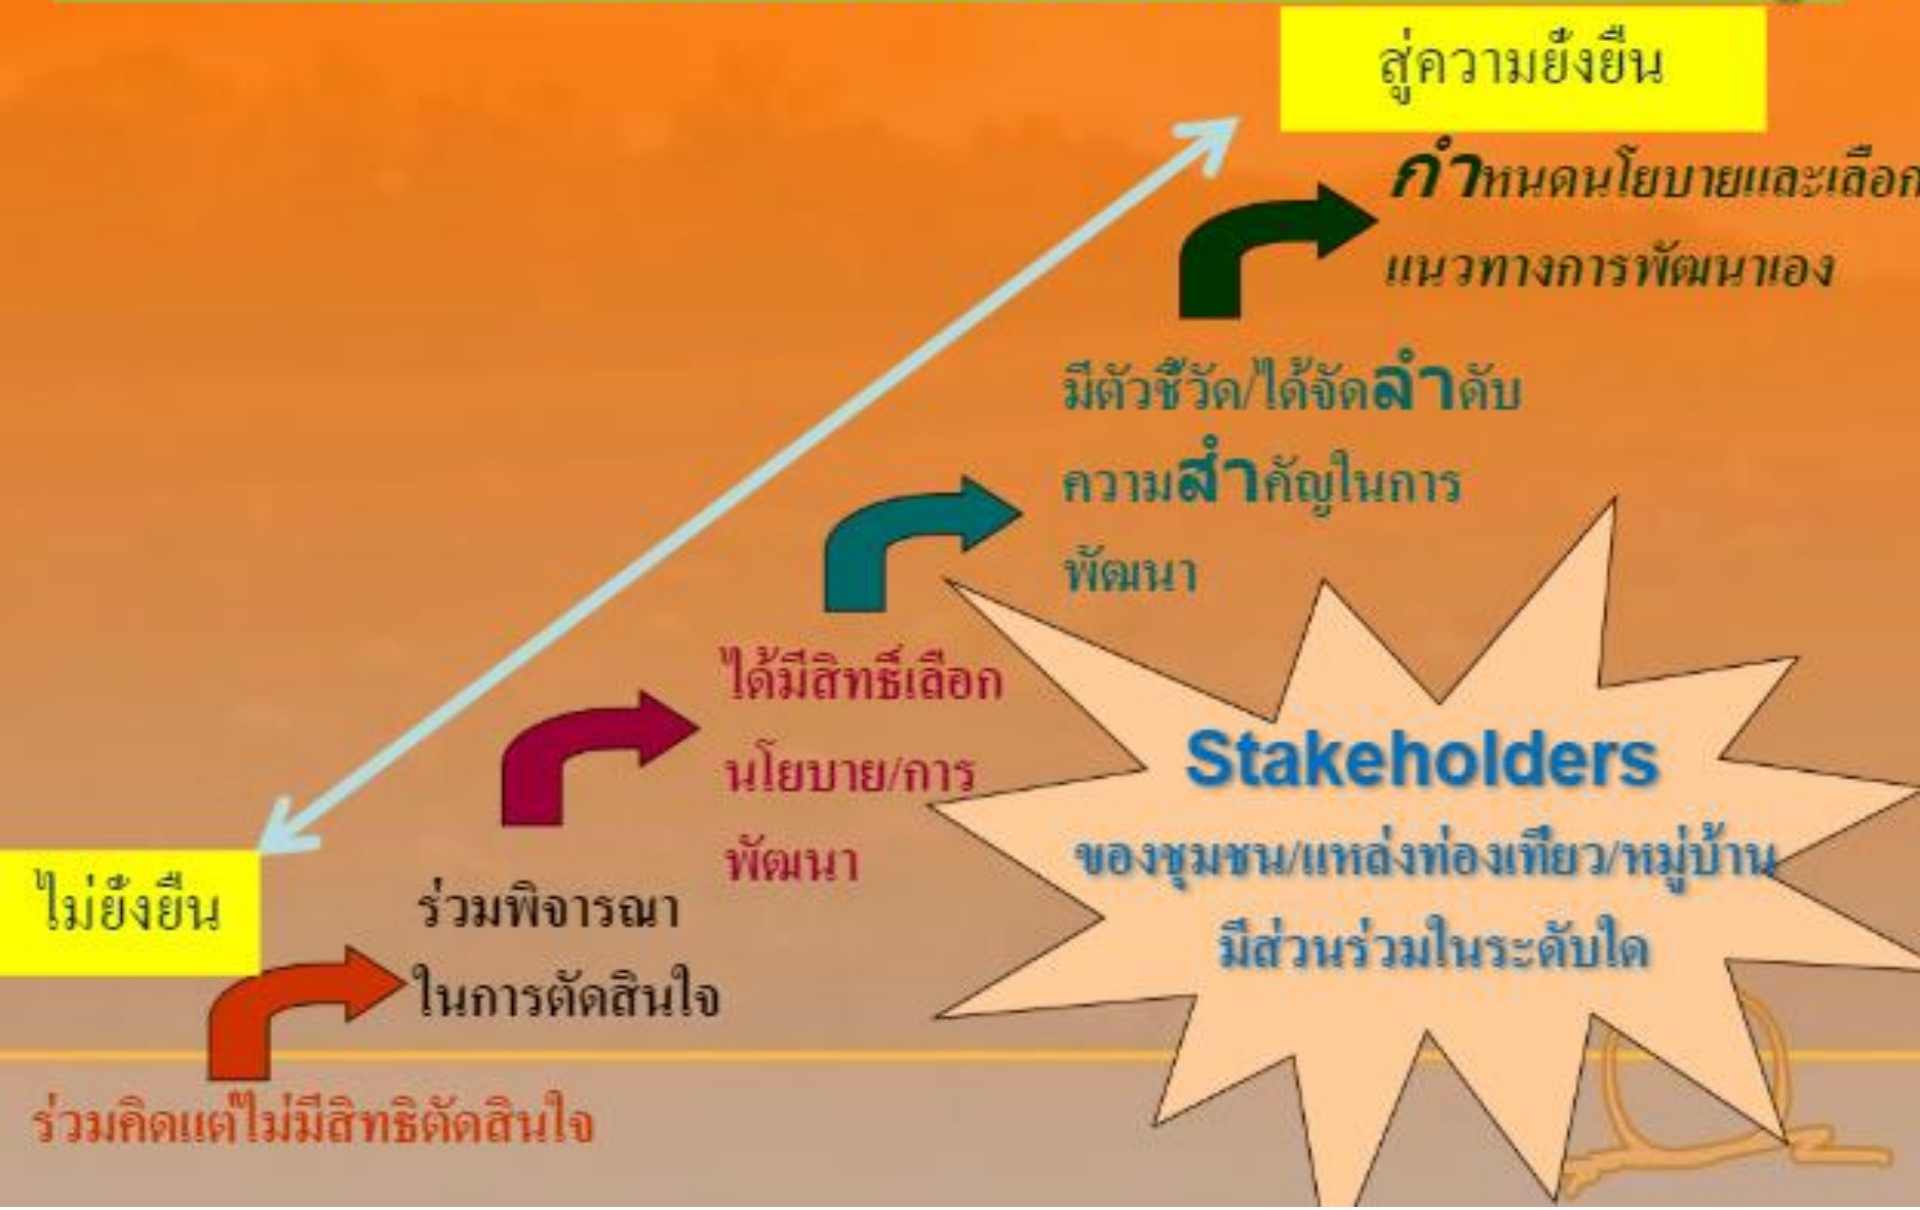 สู่ความยั่งยืน
กำหนดนโยบายและเลือก
แนวทางการพัฒนาเอง
มีตัวชี้วัด/ได้จัดลำดับ
ความสำคัญในการ
พัฒนา
ได้มีสิทธิ์เลือก
นโยบาย/การ
พัฒนา
Stakeholders
ของชุมชน/แหล่งท่องเที่ยว/หมู่บ้าน
มีส่วนร่วมในระดับใด
ไม่ยั่งยืน
ร่วมพิจารณา
ในการตัดสินใจ
ร่วมคิดแต่ไม่มีสิทธิตัดสินใจ